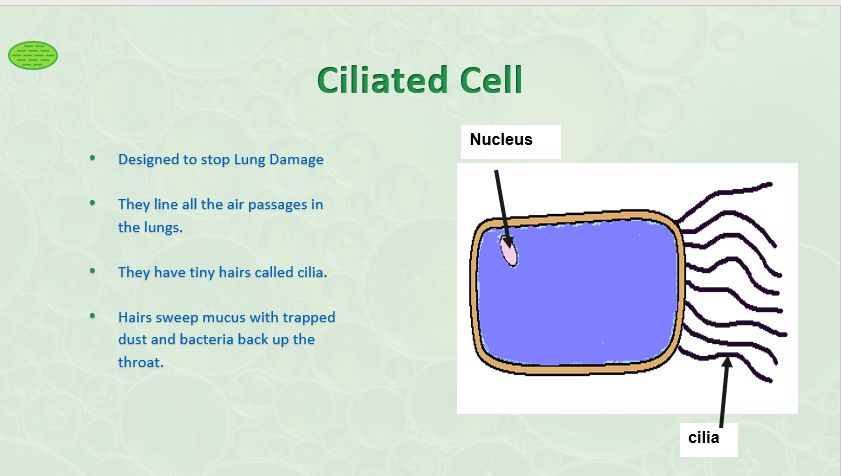 Ciliated Cell
Nucleus
• Designed to stop Lung Damage
• They line all the air passages in
the lungs.
• They have tiny hairs called cilia.
• Hairs sweep mucus with trapped
dust and bacteria back up the
throat.
cilia